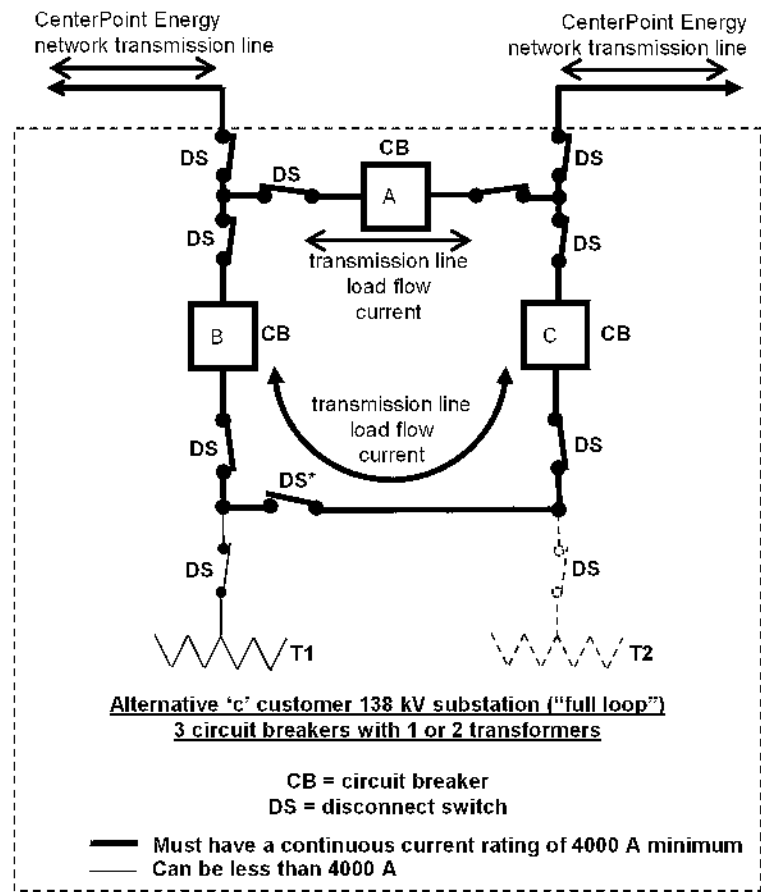 CenterPoint Energy
network transmission line
CenterPoint Energy
network transmission line
DS
DS
CB
A
DS
DS
DS
transmission line
load flow
current
B
CB
C
CB
transmission line
load flow
current
DS
DS
DS*
DS
DS
T1
T2
Alternative ‘c’ customer 138 kV substation (“full loop”)
3 circuit breakers with 1 or 2 transformers
CB = circuit breaker
DS = disconnect switch
Must have a continuous current rating of 4000 A minimum
Can be less than 4000 A